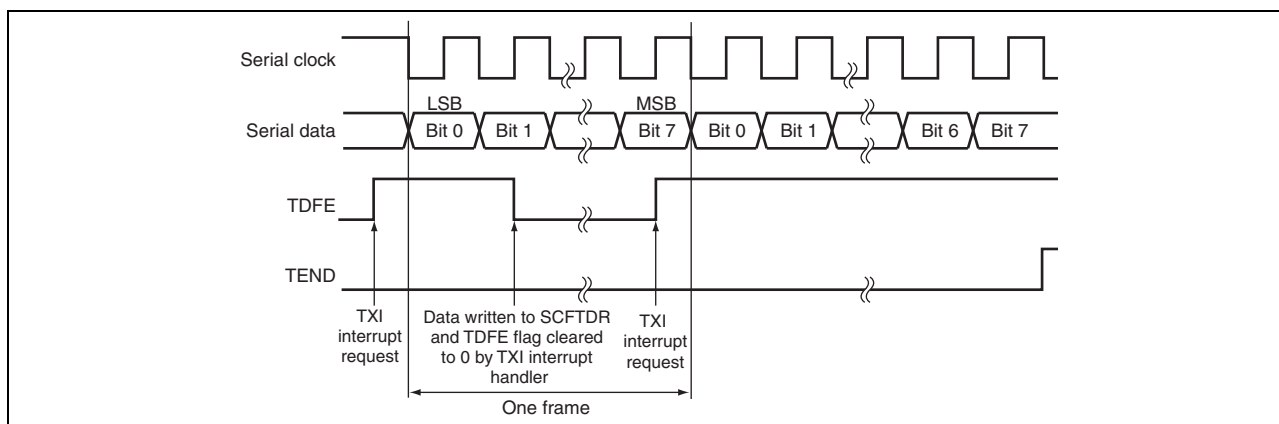 Serial clock
LSB
MSB
Serial data
Bit 0
Bit 1
Bit 7
Bit 0
Bit 1
Bit 6
Bit 7
TDFE
TEND
TXI
interrupt
request
Data written to SCFTDR
and TDFE flag cleared
to 0 by TXI interrupt
handler
TXI
interrupt
request
One frame